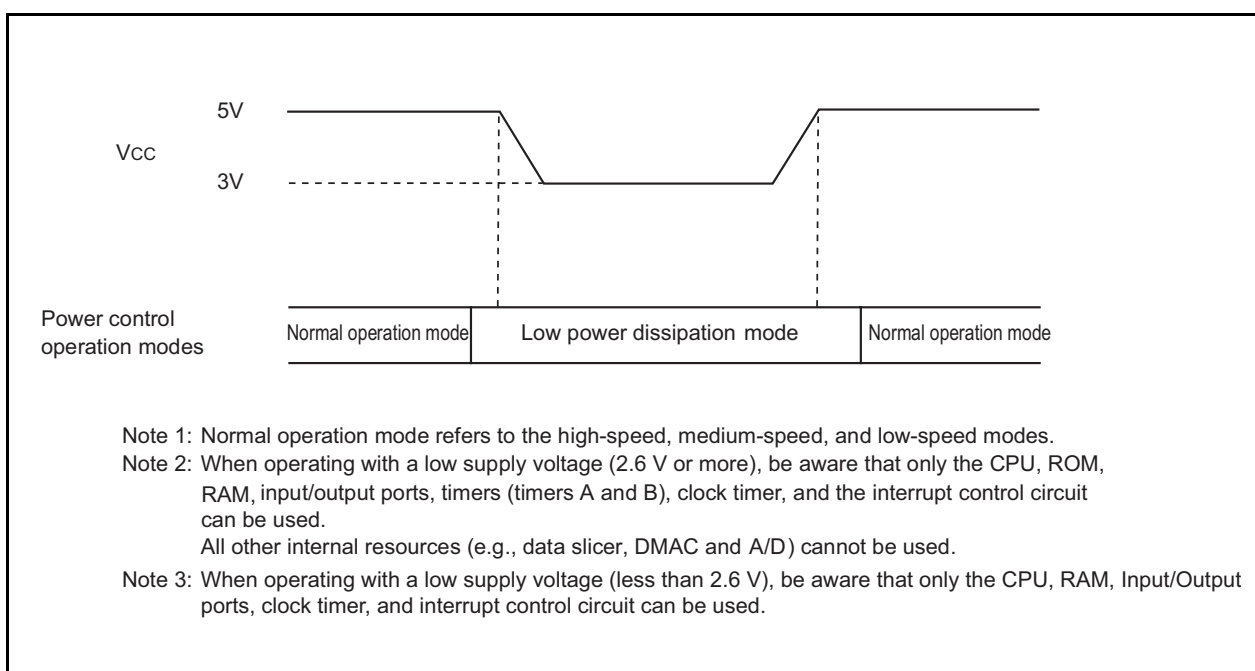 5V
VCC
3V
Power control
operation modes
Normal operation mode
Low power dissipation mode
Normal operation mode
Note 1: Normal operation mode refers to the high-speed, medium-speed, and low-speed modes.
Note 2: When operating with a low supply voltage (2.6 V or more), be aware that only the CPU, ROM,
RAM, input/output ports, timers (timers A and B), clock timer, and the interrupt control circuit
can be used.
All other internal resources (e.g., data slicer, DMAC and A/D) cannot be used.
Note 3: When operating with a low supply voltage (less than 2.6 V), be aware that only the CPU, RAM, Input/Output
ports, clock timer, and interrupt control circuit can be used.